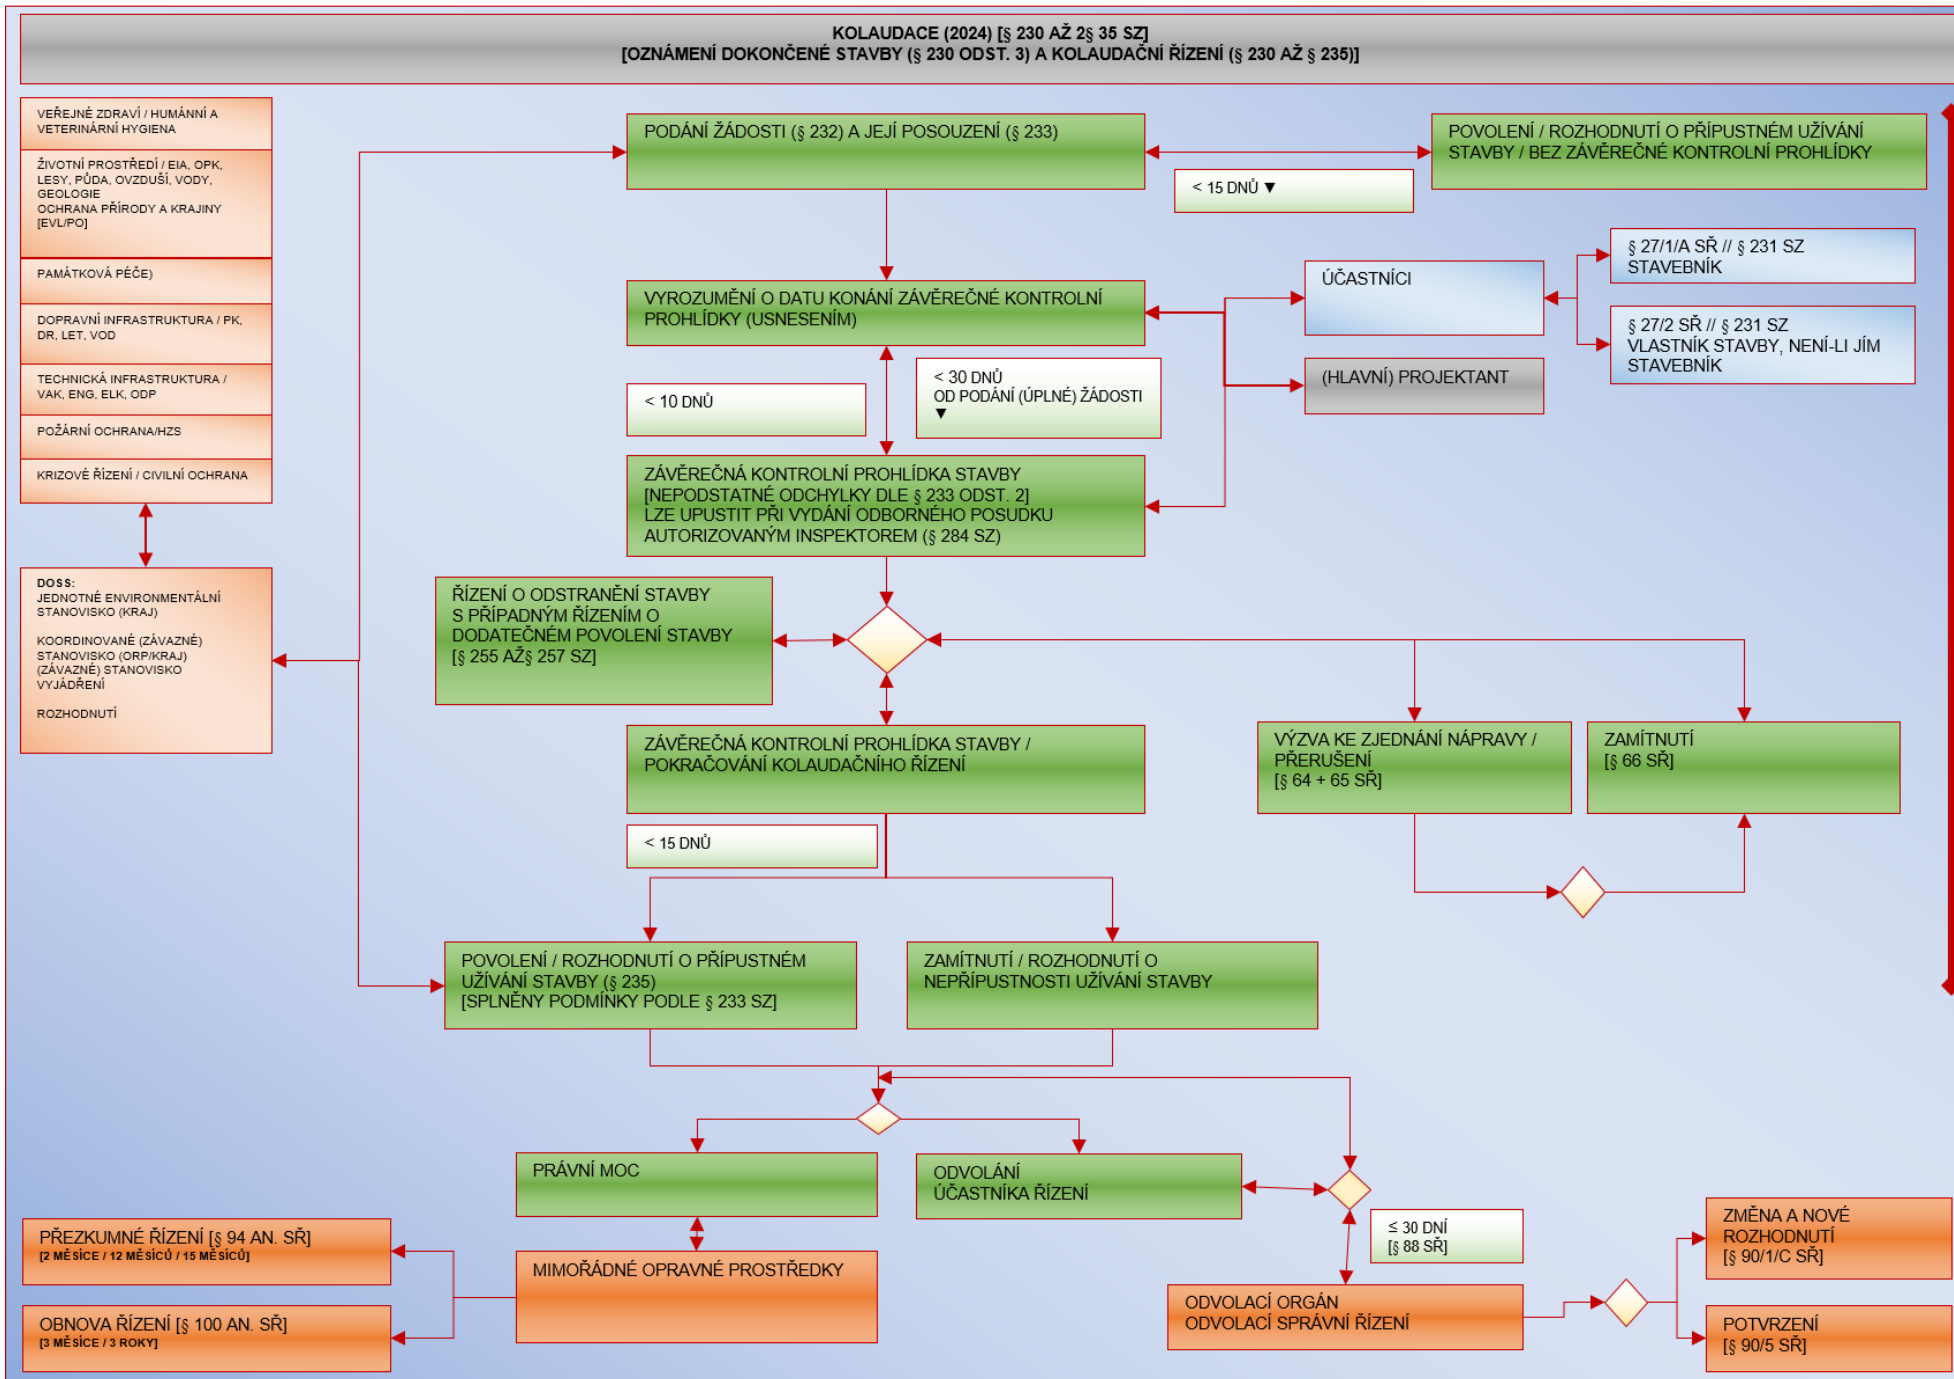 KOLAUDACE (2024) [§ 230 AŽ 2§ 35 SZ]
[OZNÁMENÍ DOKONČENÉ STAVBY (§ 230 ODST. 3) A KOLAUDAČNÍ ŘÍZENÍ (§ 230 AŽ § 235)]
VEŘEJNÉ ZDRAVÍ / HUMÁNNÍ A
VETERINÁRNÍ HYGIENA
ŽIVOTNÍ PROSTŘEDÍ / EIA, OPK,
LESY, PŮDA, OVZDUŠÍ, VODY,
GEOLOGIE
OCHRANA PŘÍRODY A KRAJINY
[EVL/PO]
PAMÁTKOVÁ PÉČE)
DOPRAVNÍ INFRASTRUKTURA / PK,
DR, LET, VOD
TECHNICKÁ INFRASTRUKTURA /
VAK, ENG, ELK, ODP
POŽÁRNÍ OCHRANA/HZS
KRIZOVÉ ŘÍZENÍ / CIVILNÍ OCHRANA
DOSS:
JEDNOTNÉ ENVIRONMENTÁLNÍ
STANOVISKO (KRAJ)
KOORDINOVANÉ (ZÁVAZNÉ)
STANOVISKO (ORP/KRAJ)
(ZÁVAZNÉ) STANOVISKO
VYJÁDŘENÍ
ROZHODNUTÍ
PODÁNÍ ŽÁDOSTI (§ 232) A JEJÍ POSOUZENÍ (§ 233)
POVOLENÍ / ROZHODNUTÍ O PŘÍPUSTNÉM UŽÍVÁNÍ
STAVBY / BEZ ZÁVĚREČNÉ KONTROLNÍ PROHLÍDKY
< 15 DNŮ ▼
VYROZUMĚNÍ O DATU KONÁNÍ ZÁVĚREČNÉ KONTROLNÍ
PROHLÍDKY (USNESENÍM)
ÚČASTNÍCI
§ 27/1/A SŘ // § 231 SZ
STAVEBNÍK
§ 27/2 SŘ // § 231 SZ
VLASTNÍK STAVBY, NENÍ-LI JÍM
STAVEBNÍK
(HLAVNÍ) PROJEKTANT
< 10 DNŮ
< 30 DNŮ
OD PODÁNÍ (ÚPLNÉ) ŽÁDOSTI
▼
ZÁVĚREČNÁ KONTROLNÍ PROHLÍDKA STAVBY
[NEPODSTATNÉ ODCHYLKY DLE § 233 ODST. 2]
LZE UPUSTIT PŘI VYDÁNÍ ODBORNÉHO POSUDKU
AUTORIZOVANÝM INSPEKTOREM (§ 284 SZ)
ŘÍZENÍ O ODSTRANĚNÍ STAVBY
S PŘÍPADNÝM ŘÍZENÍM O
DODATEČNÉM POVOLENÍ STAVBY
[§ 255 AŽ§ 257 SZ]
ZÁVĚREČNÁ KONTROLNÍ PROHLÍDKA STAVBY /
POKRAČOVÁNÍ KOLAUDAČNÍHO ŘÍZENÍ
VÝZVA KE ZJEDNÁNÍ NÁPRAVY /
PŘERUŠENÍ
[§ 64 + 65 SŘ]
ZAMÍTNUTÍ
[§ 66 SŘ]
< 15 DNŮ
POVOLENÍ / ROZHODNUTÍ O PŘÍPUSTNÉM
UŽÍVÁNÍ STAVBY (§ 235)
[SPLNĚNY PODMÍNKY PODLE § 233 SZ]
ZAMÍTNUTÍ / ROZHODNUTÍ O
NEPŘÍPUSTNOSTI UŽÍVÁNÍ STAVBY
PRÁVNÍ MOC
ODVOLÁNÍ
ÚČASTNÍKA ŘÍZENÍ
≤ 30 DNÍ
[§ 88 SŘ]
PŘEZKUMNÉ ŘÍZENÍ [§ 94 AN. SŘ]
[2 MĚSÍCE / 12 MĚSÍCŮ / 15 MĚSÍCŮ]
OBNOVA ŘÍZENÍ [§ 100 AN. SŘ]
[3 MĚSÍCE / 3 ROKY]
MIMOŘÁDNÉ OPRAVNÉ PROSTŘEDKY
ODVOLACÍ ORGÁN
ODVOLACÍ SPRÁVNÍ ŘÍZENÍ
ZMĚNA A NOVÉ
ROZHODNUTÍ
[§ 90/1/C SŘ]
POTVRZENÍ
[§ 90/5 SŘ]